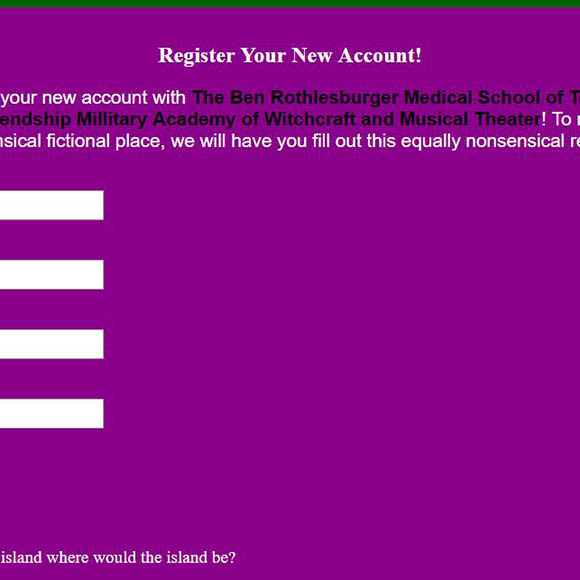 Register Your New Account!
your new account with The Ben Rothlesburger Medical School of
endship Millitary Academy of Witchcraft and Musical Theater! To
sical fictional place, we will have you fill out this equally nonsensical
island where would the island be?